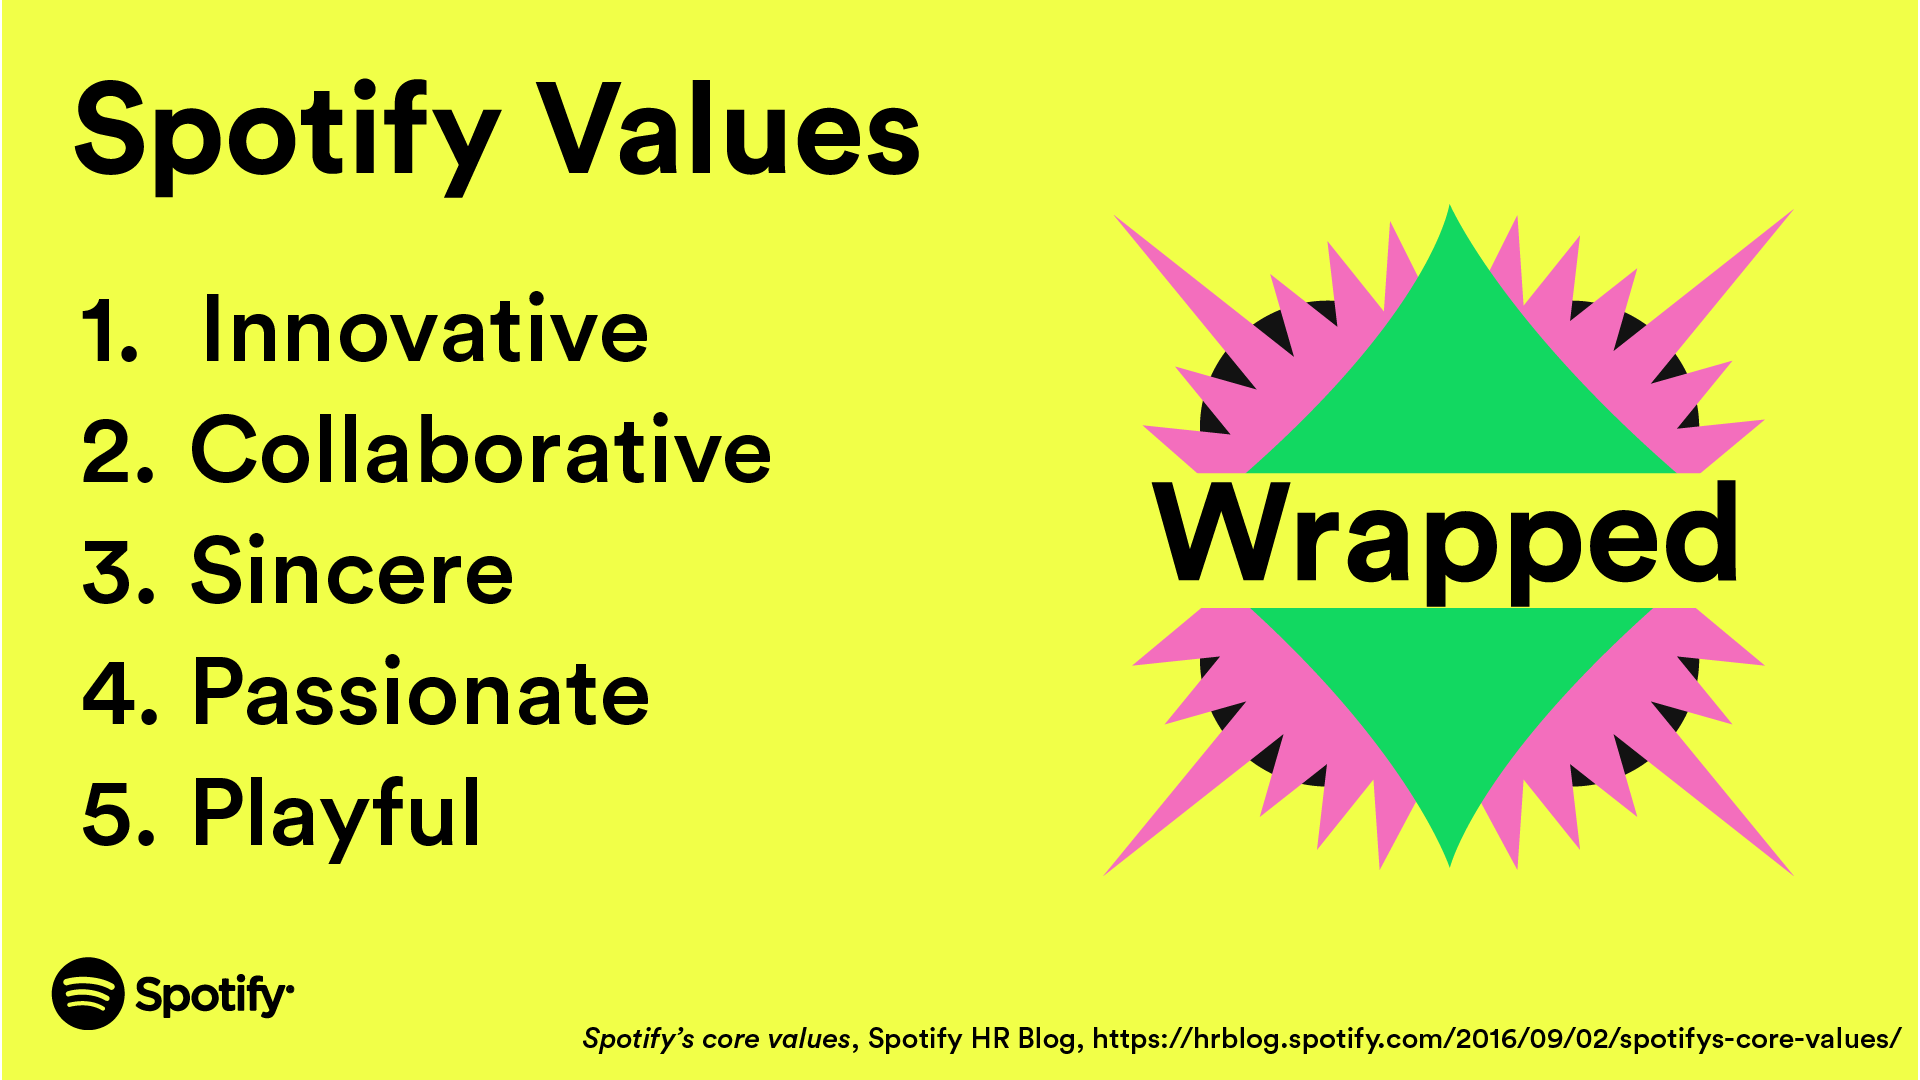 Spotify Values
1. Innovative
2. Collaborative
3. Sincere
4. Passionate
5. Playful
Wrapped
Spotify
Spotify’s core values, Spotify HR Blog, https://hrblog.spotify.com/2016/09/02/spotifys-core-values/